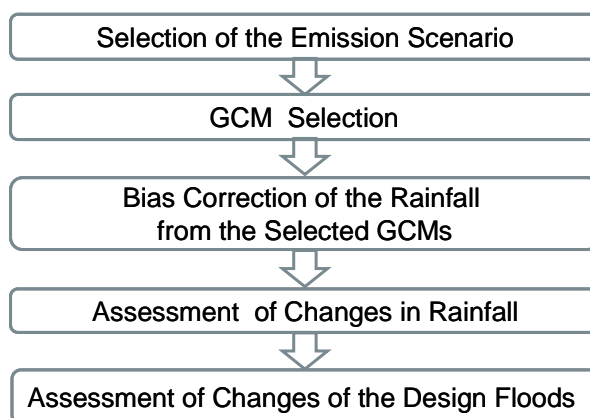 Selection of the Emission Scenario
GCM Selection
Bias Correction of the Rainfall
from the Selected GCMs
Assessment of Changes in Rainfall
Assessment of Changes of the Design Floods